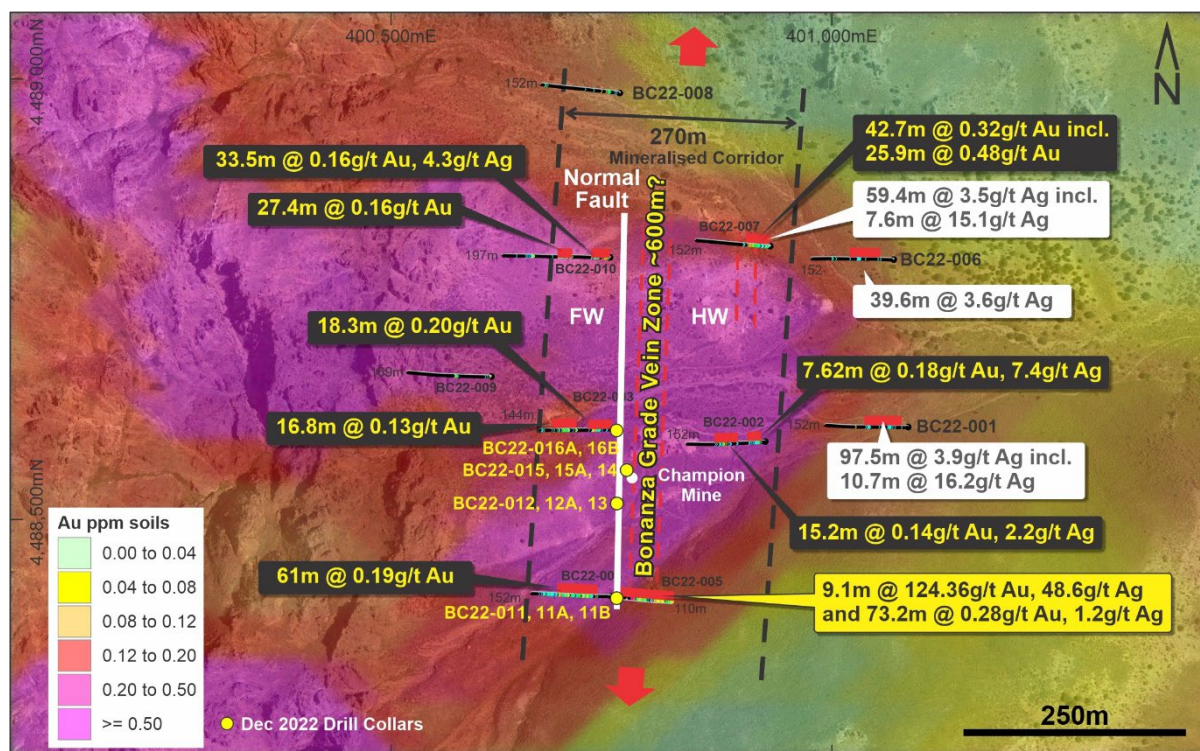 400,500mE
401,000mE
N
4,489,000mN
152m
BC22-008
270m
Mineralised Corridor
42.7m @ 0.32g/t Au incl.
25.9m @ 0.48g/t Au
33.5m @ 0.16g/t Au, 4.3g/t Ag
Normal
Fault
27.4m @ 0.16g/t Au
59.4m @ 3.5g/t Ag incl.
7.6m @ 15.1g/t Ag
BC22-007
152m
197m
BC22-010
152
BC22-006
39.6m @ 3.6g/t Ag
Bonanza Grade Vein Zone ~600m?
FW
HW
18.3m @ 0.20g/t Au
BC22-009
7.62m @ 0.18g/t Au, 7.4g/t Ag
144m
16.8m @ 0.13g/t Au
BC22-002
152m
152m
BC22-001
BC22-016A, 16B
BC22-015, 15A, 14
Champion
Mine
97.5m @ 3.9g/t Ag incl.
10.7m @ 16.2g/t Ag
BC22-012, 12A, 13
4,488,500mN
15.2m @ 0.14g/t Au, 2.2g/t Ag
61m @ 0.19g/t Au
BC22-00
BC22-005
152m
110m
BC22-011, 11A, 11B
9.1m @ 124.36g/t Au, 48.6g/t Ag
and 73.2m @ 0.28g/t Au, 1.2g/t Ag
Au ppm soils
0.00 to 0.04
0.04 to 0.08
0.08 to 0.12
0.12 to 0.20
0.20 to 0.50
>= 0.50
Dec 2022 Drill Collars
250m